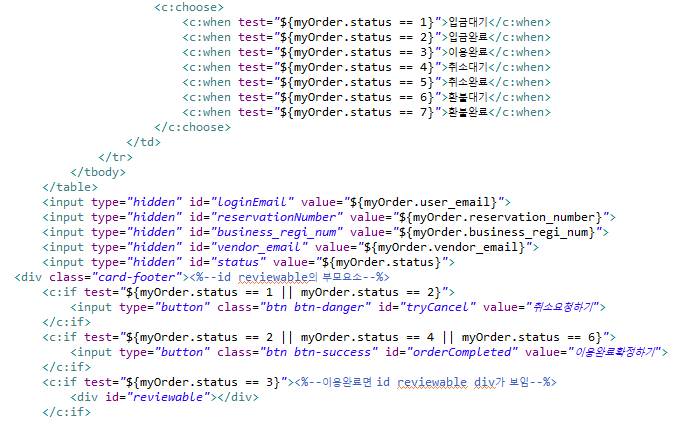 <c:choose>
<c:when test="${myOrder.status == 1}">입금대기</c:when>
<c:when test="${myOrder.status == 2}">입금완료</c:when>
<c:when test="${myOrder.status == 3}">이용완료</c:when>
<c:when test="${myOrder.status == 4}">취소대기</c:when>
<c:when test="${myOrder.status == 5}">취소완료</c:when>
<c:when test="${myOrder.status == 6}">환불대기</c:when>
<c:when test="${myOrder.status == 7}">환불완료</c:when>
</c:choose>
</td>
</tr>
</tbody>
</table>
<input type="hidden" id="loginEmail" value="${myOrder.user_email}">
<input type="hidden" id="reservationNumber" value="${myOrder.reservation_number}">
<input type="hidden" id="business_regi_num" value="${myOrder.business_regi_num}">
<input type="hidden" id="vendor_email" value="${myOrder.vendor_email}">
<input type="hidden" id="status" value="${myOrder.status}">
<div class="card-footer"><%--id reviewable의 부모요소--%>
<c:if test="${myOrder.status == 1 || myOrder.status == 2}">
<input type="button" class="btn btn-danger" id="tryCancel" value="취소요청하기">
</c:if>
<c:if test="${myOrder.status == 2 || myOrder.status == 4 || myOrder.status == 6}">
<input type="button" class="btn btn-success" id="orderCompleted" value="이용완료확정하기">
</c:if>
<c:if test="${myOrder.status == 3}"><%--이용완료면 id reviewable div가 보임--%>
<div id="reviewable"></div>
</c:if>